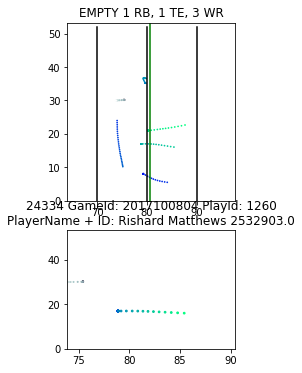 EMPTY 1 RB, 1 TE, 3 WR
50
40
30
20
10
0
70 80 90
24334 GameId: 2017100804 PlayId: 1260
PlayerName + ID: Rishard Matthews 2532903.0
40
20
0
75 80 85 90